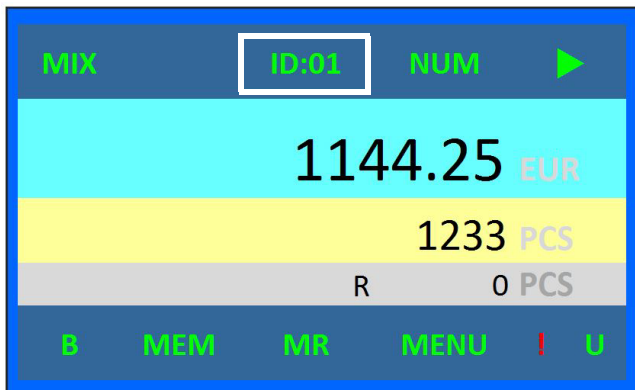 MIX ID:01 NUM
1144.25 EUR
1233 PCS
R 0 PCS
B MEM MR MENU ! U